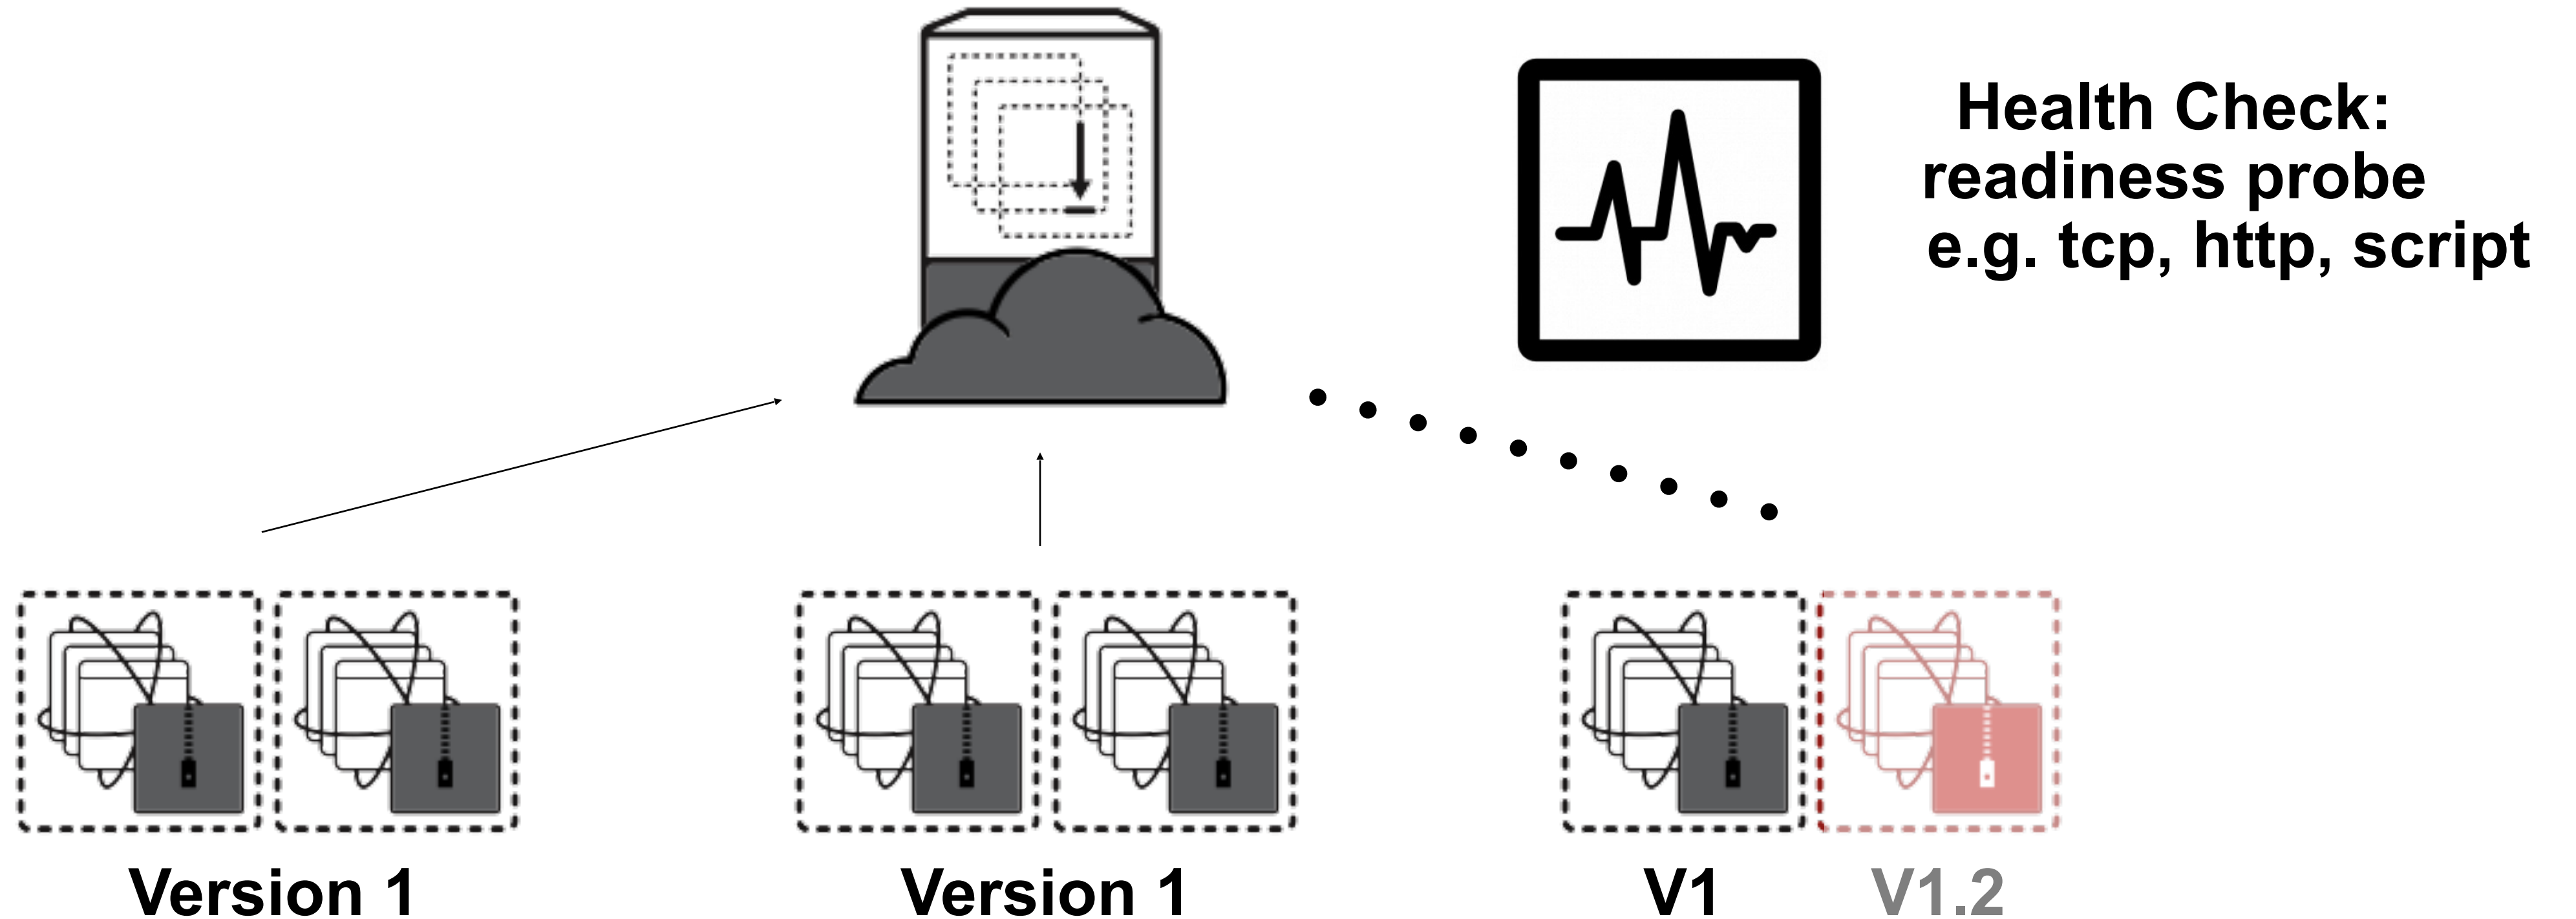 Health Check:
readiness probe
e.g. tcp, http, script
Version 1
Version 1
V1
V1.2